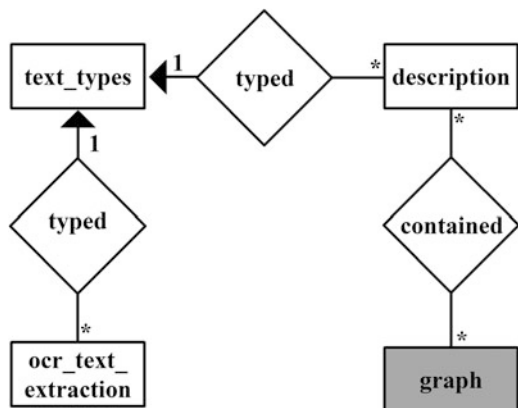 text_types
1
typed
*
description
1
*
typed
contained
*
*
ocr_text_
extraction
graph